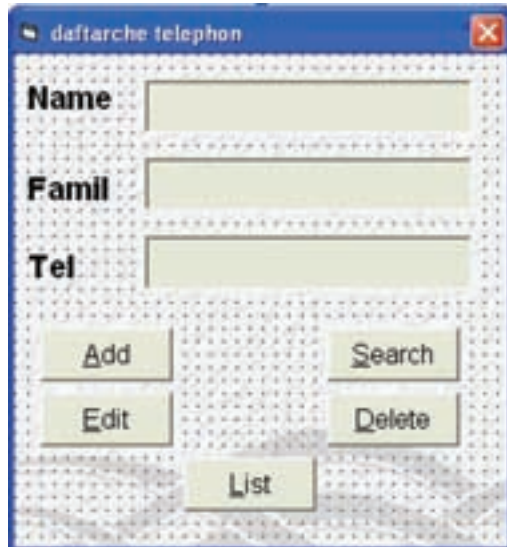 daftarche telephon
Name
Famil
Tel
Add
Search
Edit
Delete
List